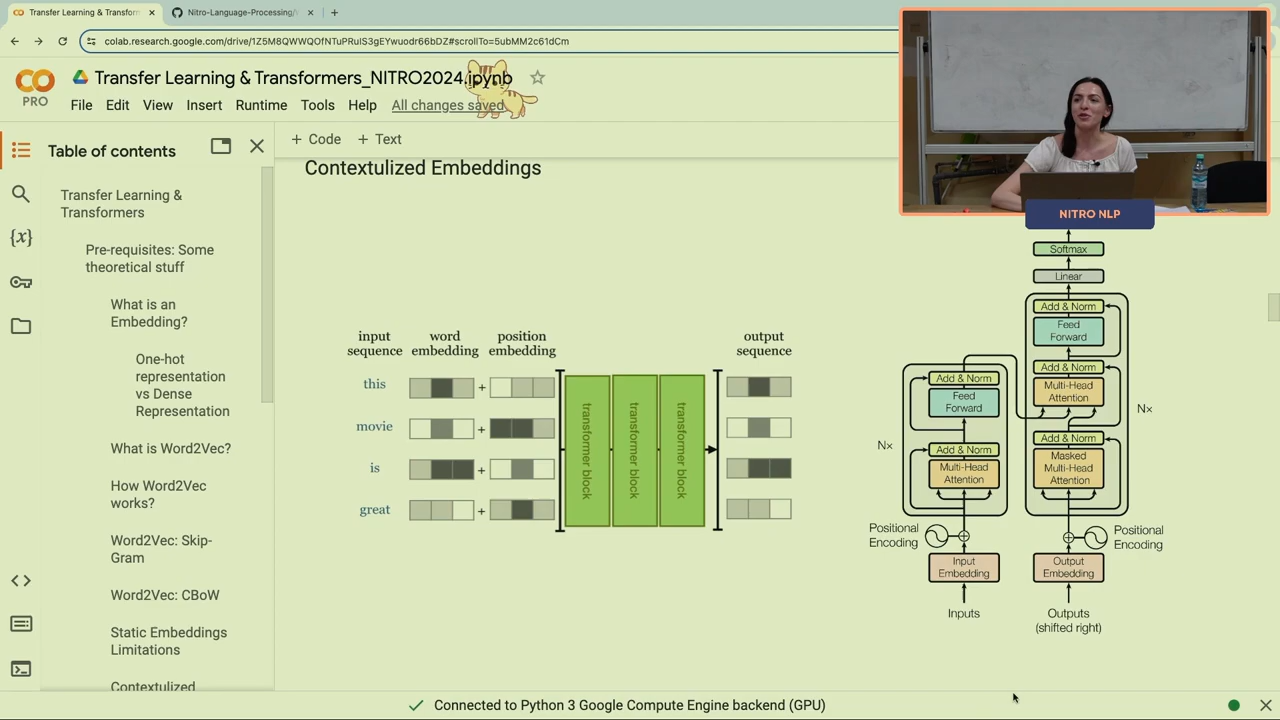 Transfer Learning & Transform
Nitro-Language-Processing/
colab.research.google.com/drive/1Z5M8QWWQOfNTuPRuIS3gEYwuodr66bDZ#scrollTo=5ubMM2c61dCm
PRO
Transfer Learning & Transformers_NITRO2024.ipynb
File Edit View Insert Runtime Tools Help All changes saved
Table of contents
+ Code + Text
Transfer Learning &
Transformers
Pre-requisites: Some
theoretical stuff
What is an
Embedding?
One-hot
representation
vs Dense
Representation
What is Word2Vec?
How Word2Vec
works?
Word2Vec: Skip-
Gram
Word2Vec: CBoW
Static Embeddings
Limitations
Contextulized
Contextulized Embeddings
input
sequence
word
embedding
position
embedding
output
sequence
this
movie
is
great
+
+
+
+
transformer block
transformer block
transformer block
NITRO NLP
Softmax
Linear
Add & Norm
Feed
Forward
Add & Norm
Multi-Head
Attention
Add & Norm
Masked
Multi-Head
Attention
Nx
Positional
Encoding
Output
Embedding
Outputs
(shifted right)
Add & Norm
Feed
Forward
Add & Norm
Multi-Head
Attention
Nx
Positional
Encoding
Input
Embedding
Inputs
Connected to Python 3 Google Compute Engine backend (GPU)